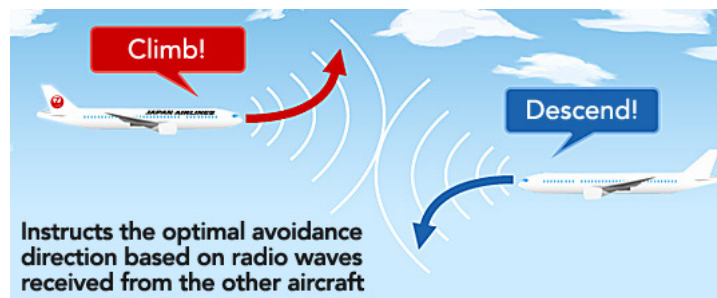 Climb!
JAPAN AIRLINES
Descend!
Instructs the optimal avoidance
direction based on radio waves
received from the other aircraft